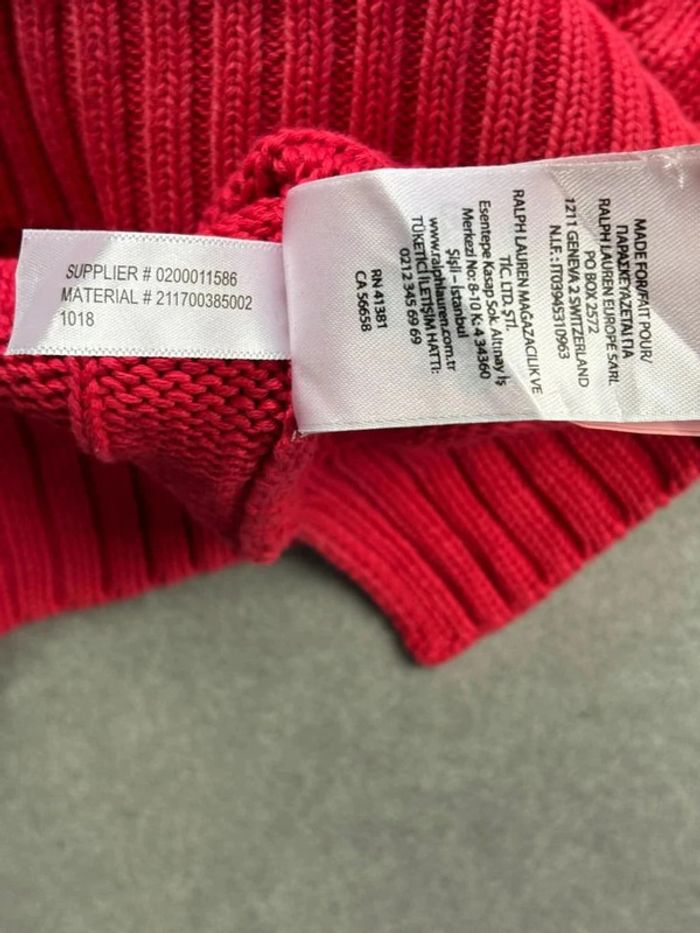 SUPPLIER # 0200011586
MATERIAL # 211700385002
1018
MADE FOR/FAIT POUR/
ΠΑΡΑΣΚΕΥΑΖΕΤΑΙ ΓΙΑ
RALPH LAUREN EUROPE SARL
PO BOX 2572
1211 GENEVA 2 SWITZERLAND
N.I.F.: IT03945310963
RALPH LAUREN MAĞAZACILIK VE
TİC. LTD. ŞTİ.
Esentepe Kasap Sok. Altınay İş
Merkezi No: 8-10 K: 4 34360
Şişli - İstanbul
www.ralphlauren.com.tr
TÜKETİCİ İLETİŞİM HATTI:
0212 345 69 69
RN 41381
CA 56658